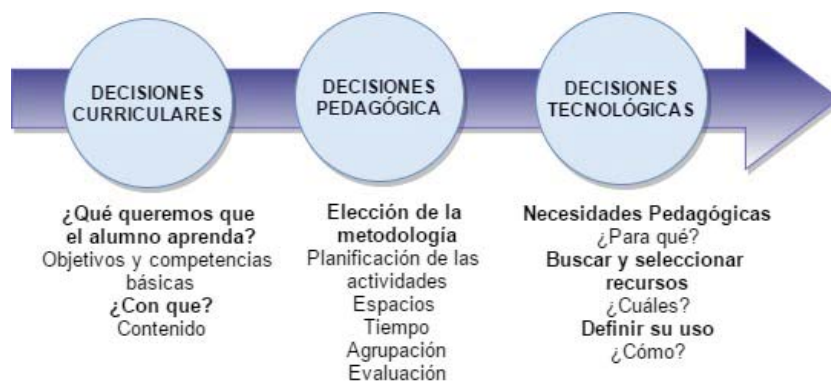 DECISIONES
CURRICULARES
DECISIONES
PEDAGÓGICA
DECISIONES
TECNOLÓGICAS
¿Qué queremos que
el alumno aprenda?
Objetivos y competencias
básicas
¿Con que?
Contenido
Elección de la
metodología
Planificación de las
actividades
Espacios
Tiempo
Agrupación
Evaluación
Necesidades Pedagógicas
¿Para qué?
Buscar y seleccionar
recursos
¿Cuáles?
Definir su uso
¿Cómo?